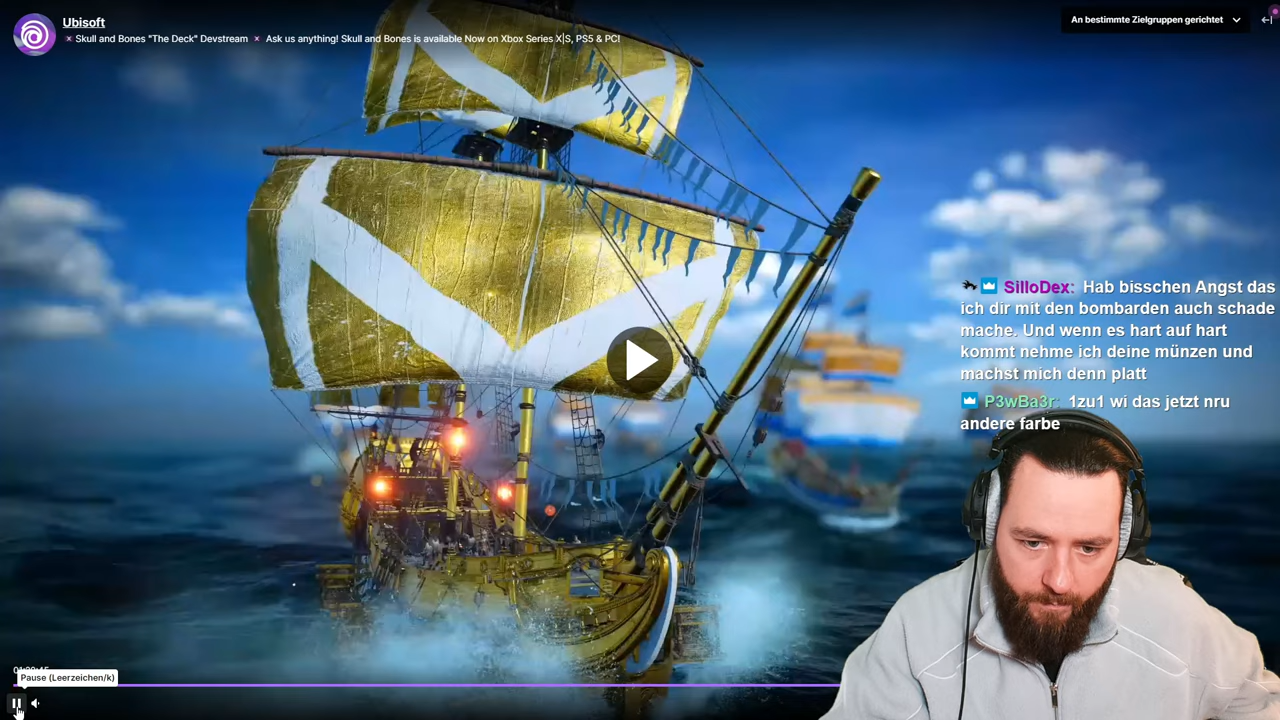 Ubisoft
Skull and Bones "The Deck" Devstream Ask us anything! Skull and Bones is available Now on Xbox Series X|S, PS5 & PC!
An bestimmte Zielgruppen gerichtet
SilloDex: Hab bisschen Angst das
ich dir mit den bombarden auch schade
mache. Und wenn es hart auf hart
kommt nehme ich deine münzen und
machst mich denn platt
P3wBa3r: 1zu1 wi das jetzt nru
andere farbe
Pause (Leerzeichen/k)